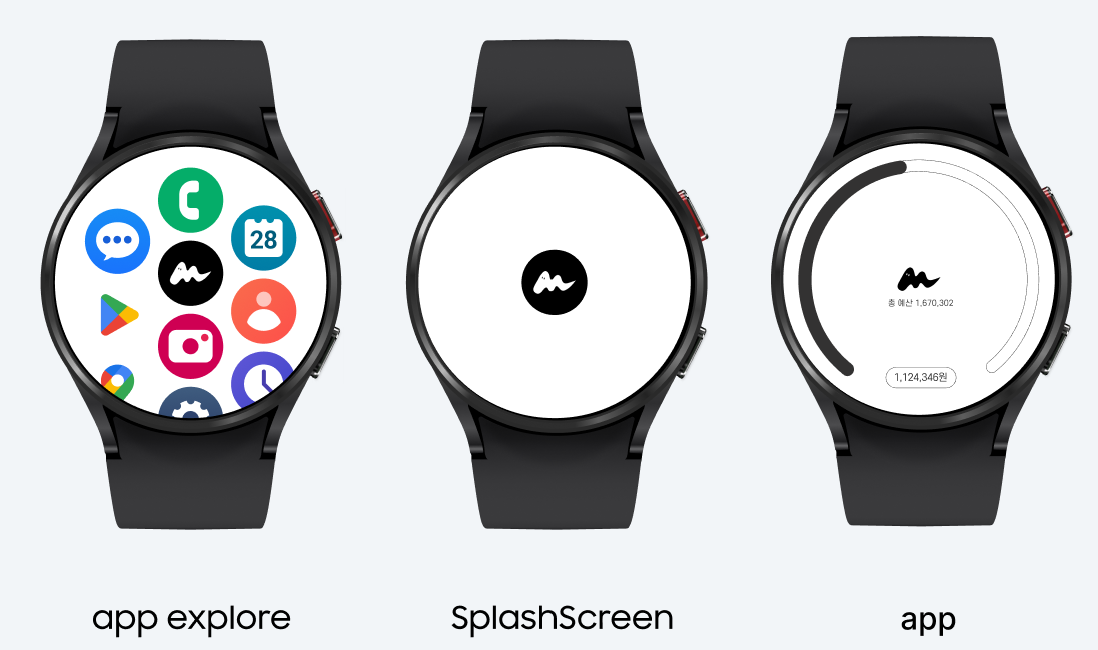 28
총 예산 1,670,302
1,124,346원
app explore
SplashScreen
app